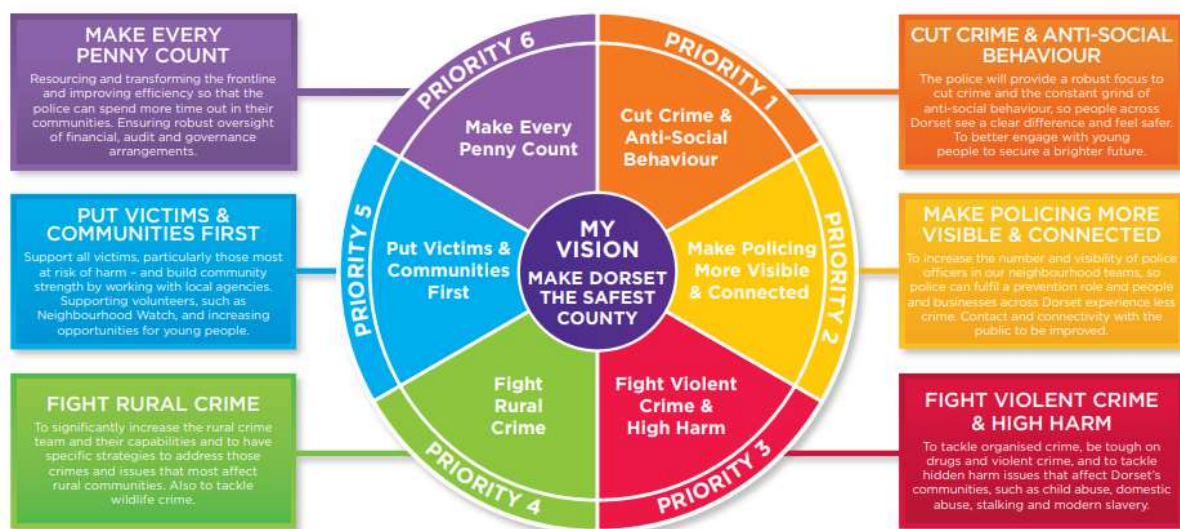 MAKE EVERY
PENNY COUNT
Resourcing and transforming the frontline
and improving efficiency so that the
police can spend more time out in their
communities. Ensuring robust oversight
of financial, audit and governance
arrangements.
PUT VICTIMS &
COMMUNITIES FIRST
Support all victims, particularly those most
at risk of harm – and build community
strength by working with local agencies.
Supporting volunteers, such as
Neighbourhood Watch, and increasing
opportunities for young people.
FIGHT RURAL CRIME
To significantly increase the rural crime
team and their capabilities and to have
specific strategies to address those
crimes and issues that most affect
rural communities. Also to tackle
wildlife crime.
PRIORITY 6
Make Every
Penny Count
PRIORITY 1
Cut Crime &
Anti-Social
Behaviour
PRIORITY 5
Put Victims &
Communities
First
MY
VISION
MAKE DORSET
THE SAFEST
COUNTY
PRIORITY 2
Make Policing
More Visible
& Connected
PRIORITY 4
Fight
Rural
Crime
PRIORITY 3
Fight Violent
Crime &
High Harm
CUT CRIME & ANTI-SOCIAL
BEHAVIOUR
The police will provide a robust focus to
cut crime and the constant grind of
anti-social behaviour, so people across
Dorset see a clear difference and feel safer.
To better engage with young
people to secure a brighter future.
MAKE POLICING MORE
VISIBLE & CONNECTED
To increase the number and visibility of police
officers in our neighbourhood teams, so
police can fulfil a prevention role and people
and businesses across Dorset experience less
crime. Contact and connectivity with the
public to be improved.
FIGHT VIOLENT CRIME
& HIGH HARM
To tackle organised crime, be tough on
drugs and violent crime, and to tackle
hidden harm issues that affect Dorset's
communities, such as child abuse, domestic
abuse, stalking and modern slavery.